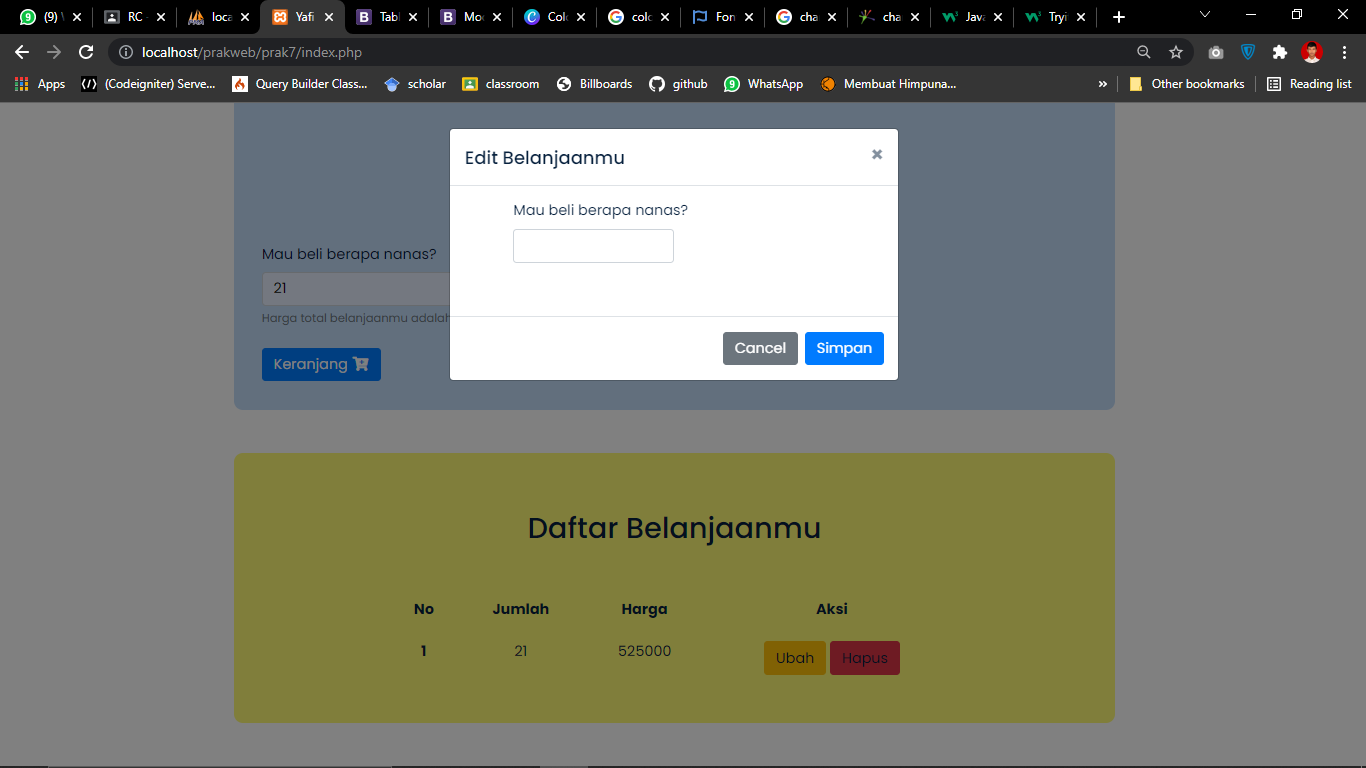 (9) W
RC -
loca
Yafi
Tabl
Mod
Colo
colo
Fon
cha
cha
Java
Tryi
localhost/prakweb/prak7/index.php
Apps
(Codeigniter) Serve...
Query Builder Class...
scholar
classroom
Billboards
github
WhatsApp
Membuat Himpuna...
»
Other bookmarks
Reading list
Edit Belanjaanmu
×
Mau beli berapa nanas?
Cancel
Simpan
Mau beli berapa nanas?
21
Harga total belanjaanmu adalah
Keranjang
Daftar Belanjaanmu
No Jumlah Harga Aksi
1 21 525000 Ubah Hapus